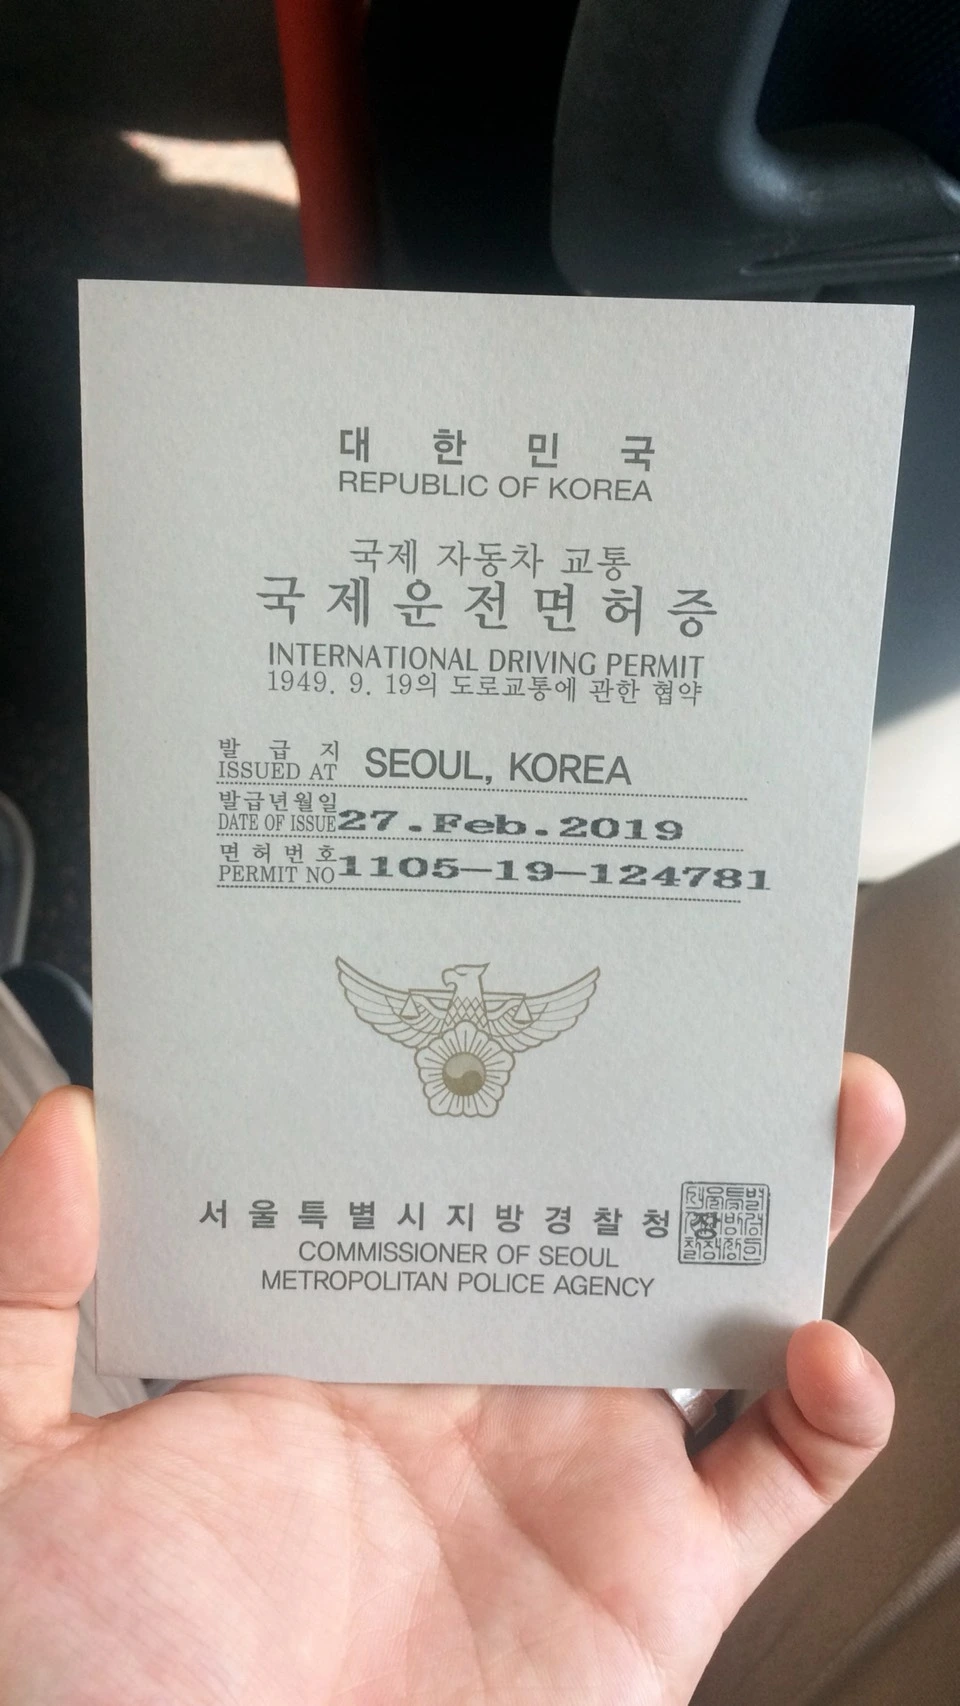 대 한 민 국
REPUBLIC OF KOREA
국제 자동차 교통
국제운전면허증
INTERNATIONAL DRIVING PERMIT
1949. 9. 19의 도로교통에 관한 협약
발 급 지
ISSUED AT SEOUL, KOREA
발급년월일
DATE OF ISSUE 27.Feb.2019
면 허 번 호
PERMIT NO 1105-19-124781
서 울 특 별 시 지 방 경 찰 청 장
COMMISSIONER OF SEOUL
METROPOLITAN POLICE AGENCY